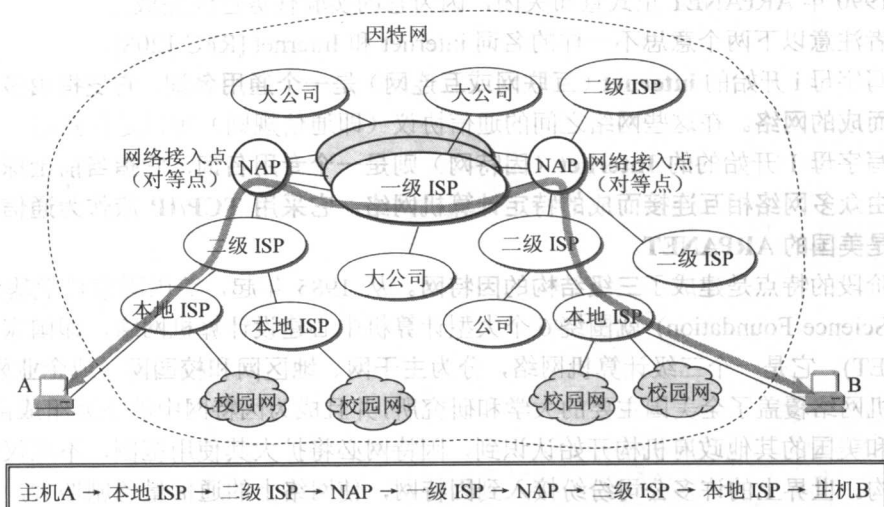 因特网
大公司
大公司
二级 ISP
网络接入点
(对等点)
NAP
一级 ISP
NAP
网络接入点
(对等点)
二级 ISP
大公司
二级 ISP
二级 ISP
本地 ISP
本地 ISP
公司
本地 ISP
A
校园网
校园网
校园网
校园网
B
主机A → 本地 ISP → 二级 ISP → NAP → 一级 ISP → NAP → 二级 ISP → 本地 ISP → 主机B